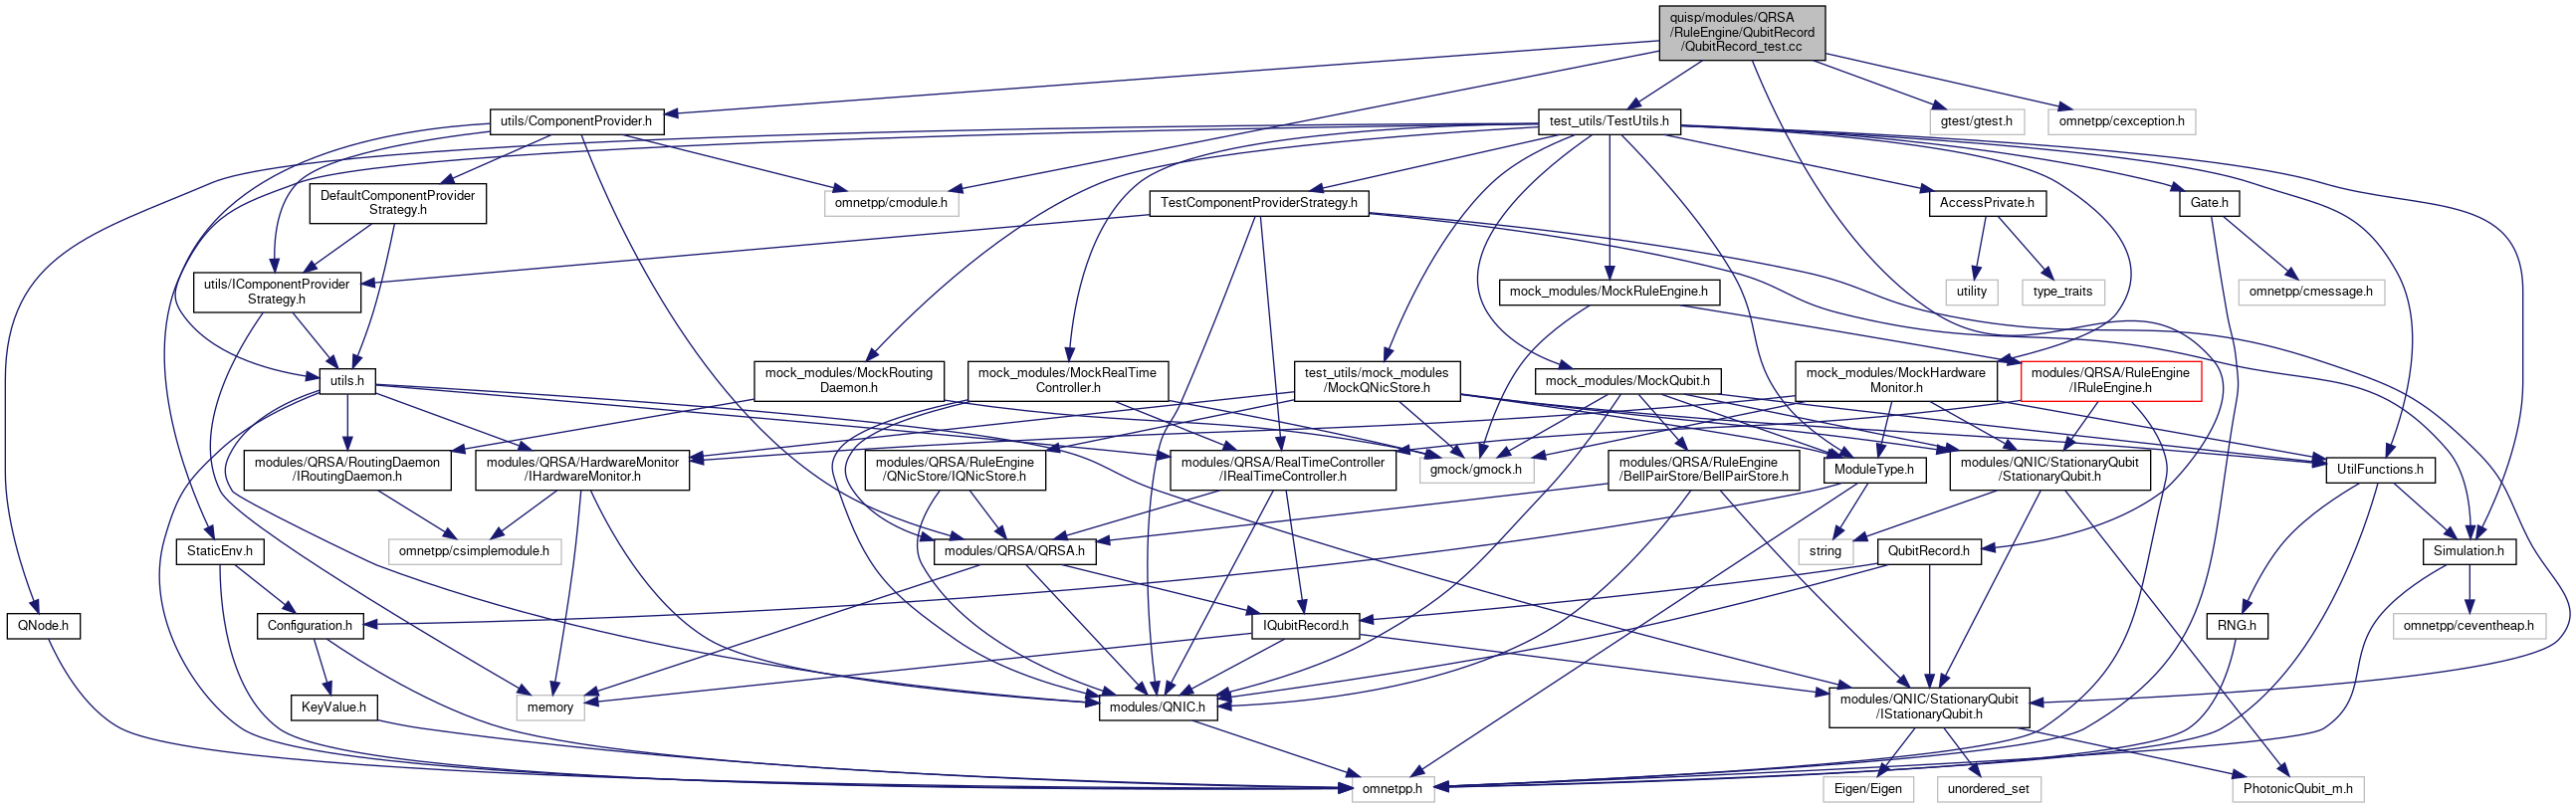 quisp/modules/QRSA
/RuleEngine/QubitRecord
/QubitRecord_test.cc
utils/ComponentProvider.h
test_utils/TestUtils.h
gtest/gtest.h
omnetpp/cexception.h
DefaultComponentProvider
Strategy.h
omnetpp/cmodule.h
TestComponentProviderStrategy.h
AccessPrivate.h
Gate.h
utils/IComponentProvider
Strategy.h
mock_modules/MockRuleEngine.h
utility
type_traits
omnetpp/cmessage.h
utils.h
mock_modules/MockRouting
Daemon.h
mock_modules/MockRealTime
Controller.h
test_utils/mock_modules
/MockQNicStore.h
mock_modules/MockQubit.h
mock_modules/MockHardware
Monitor.h
modules/QRSA/RuleEngine
/IRuleEngine.h
modules/QRSA/RoutingDaemon
/IRoutingDaemon.h
modules/QRSA/HardwareMonitor
/IHardwareMonitor.h
modules/QRSA/RuleEngine
/QNicStore/IQNicStore.h
modules/QRSA/RealTimeController
/IRealTimeController.h
gmock/gmock.h
modules/QRSA/RuleEngine
/BellPairStore/BellPairStore.h
ModuleType.h
modules/QNIC/StationaryQubit
/StationaryQubit.h
UtilFunctions.h
StaticEnv.h
omnetpp/csimplemodule.h
modules/QRSA/QRSA.h
string
QubitRecord.h
Simulation.h
QNode.h
Configuration.h
IQubitRecord.h
RNG.h
omnetpp/ceventheap.h
KeyValue.h
memory
modules/QNIC.h
modules/QNIC/StationaryQubit
/IStationaryQubit.h
omnetpp.h
Eigen/Eigen
unordered_set
PhotonicQubit_m.h